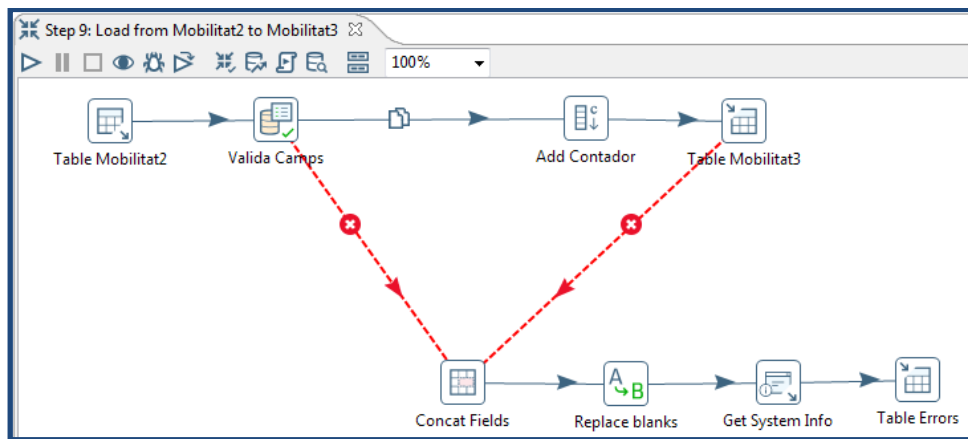 Step 9: Load from Mobilitat2 to Mobilitat3
100%
Table Mobilitat2
Valida Camps
Add Contador
Table Mobilitat3
Concat Fields
Replace blanks
Get System Info
Table Errors